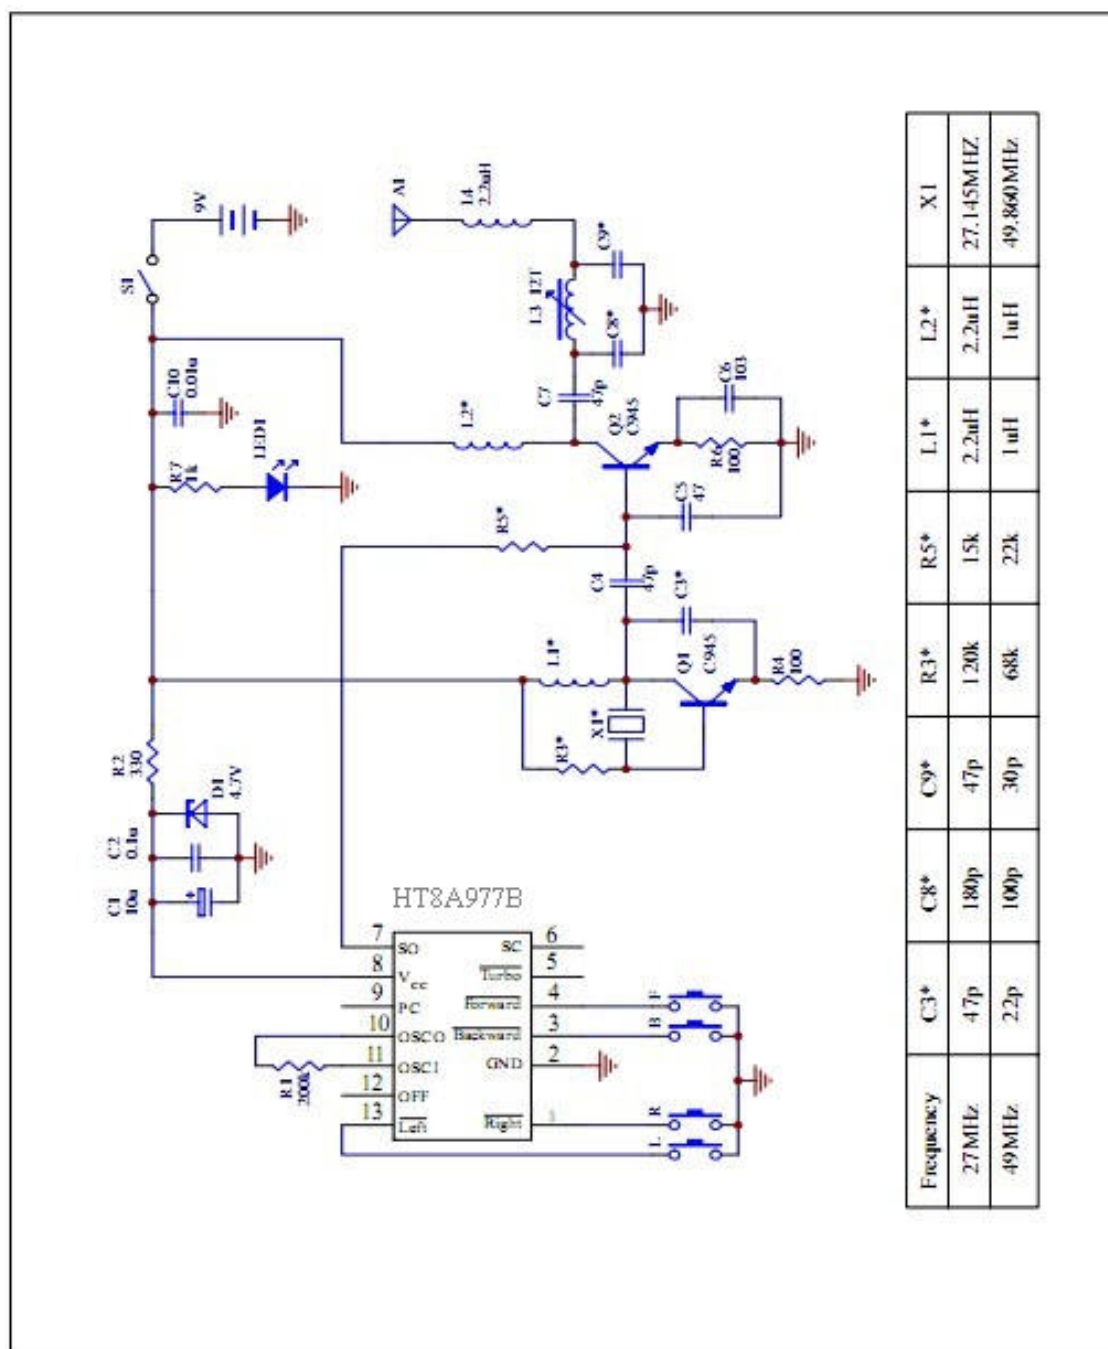 S1
9V
C10
0.01u
R7
1k
LED1
R2
330
D1
4.7V
C2
0.1u
C1
10u
A1
L4
2.2uH
L3 12T
C9*
C8*
C7
47p
L2*
Q2
C945
C6
103
R6
100
C5
47
R5*
C4
47p
C3*
L1*
Q1
C945
R4
100
X1*
R3*
HT8A977B
7 SO
8 Vcc
9 PC
10 OSCO
11 OSCI
12 OFF
13 Left
SC 6
Turbo 5
Forward 4
Backward 3
GND 2
Right 1
R1
200k
F
B
R
L
Frequency C3* C8* C9* R3* R5* L1* L2* X1
27MHz 47p 180p 47p 120k 15k 2.2uH 2.2uH 27.145MHZ
49MHz 22p 100p 30p 68k 22k 1uH 1uH 49.860MHz